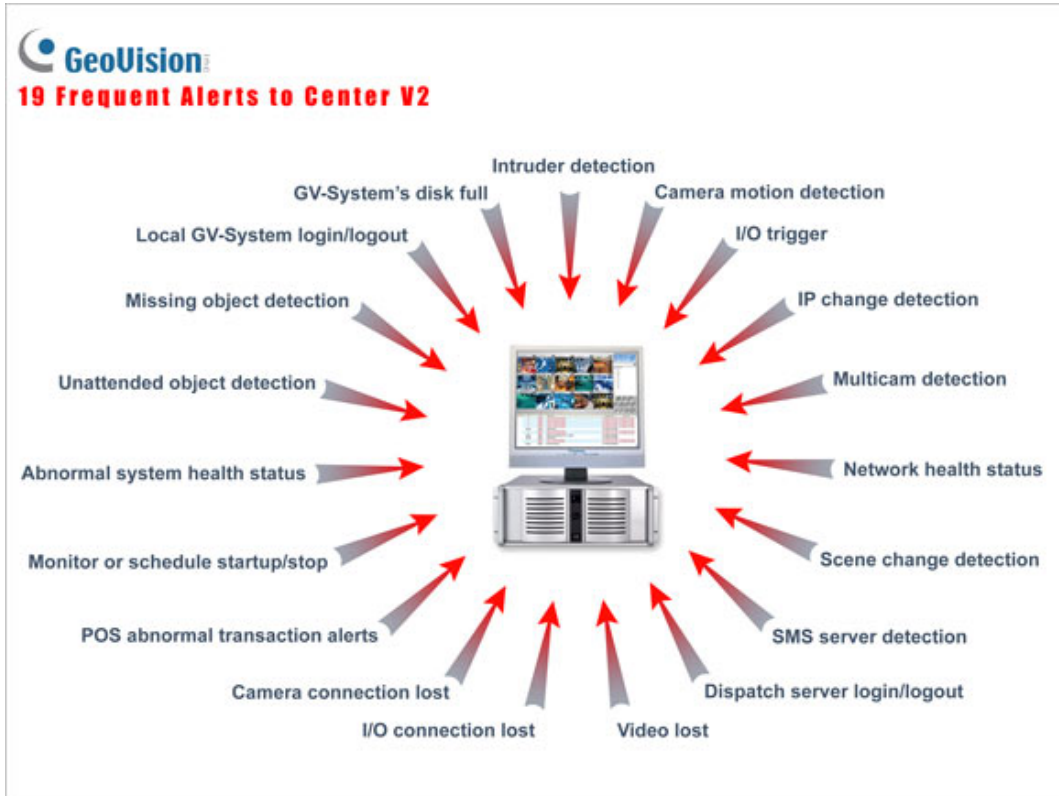 GeoVision
19 Frequent Alerts to Center V2
Intruder detection
GV-System's disk full
Camera motion detection
Local GV-System login/logout
I/O trigger
Missing object detection
IP change detection
Unattended object detection
Multicam detection
Abnormal system health status
Network health status
Monitor or schedule startup/stop
Scene change detection
POS abnormal transaction alerts
SMS server detection
Camera connection lost
Dispatch server login/logout
I/O connection lost
Video lost